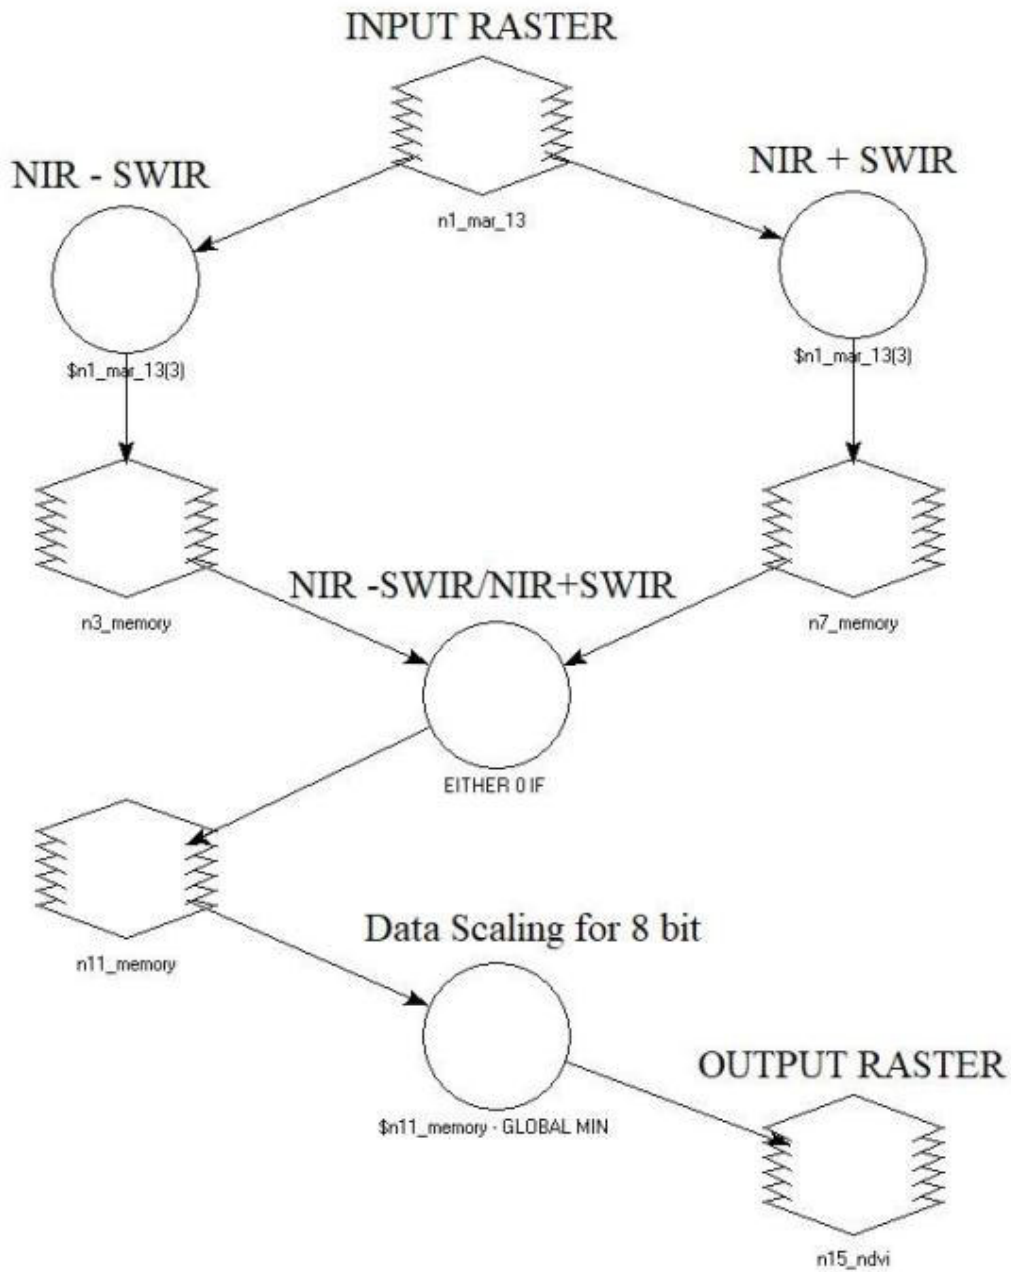 INPUT RASTER
NIR - SWIR
NIR + SWIR
n1_mar_13
$n1_mar_13(3)
$n1_mar_13(3)
NIR -SWIR/NIR+SWIR
n3_memory
n7_memory
EITHER 0 IF
Data Scaling for 8 bit
n11_memory
OUTPUT RASTER
$n11_memory - GLOBAL MIN
n15_ndvi